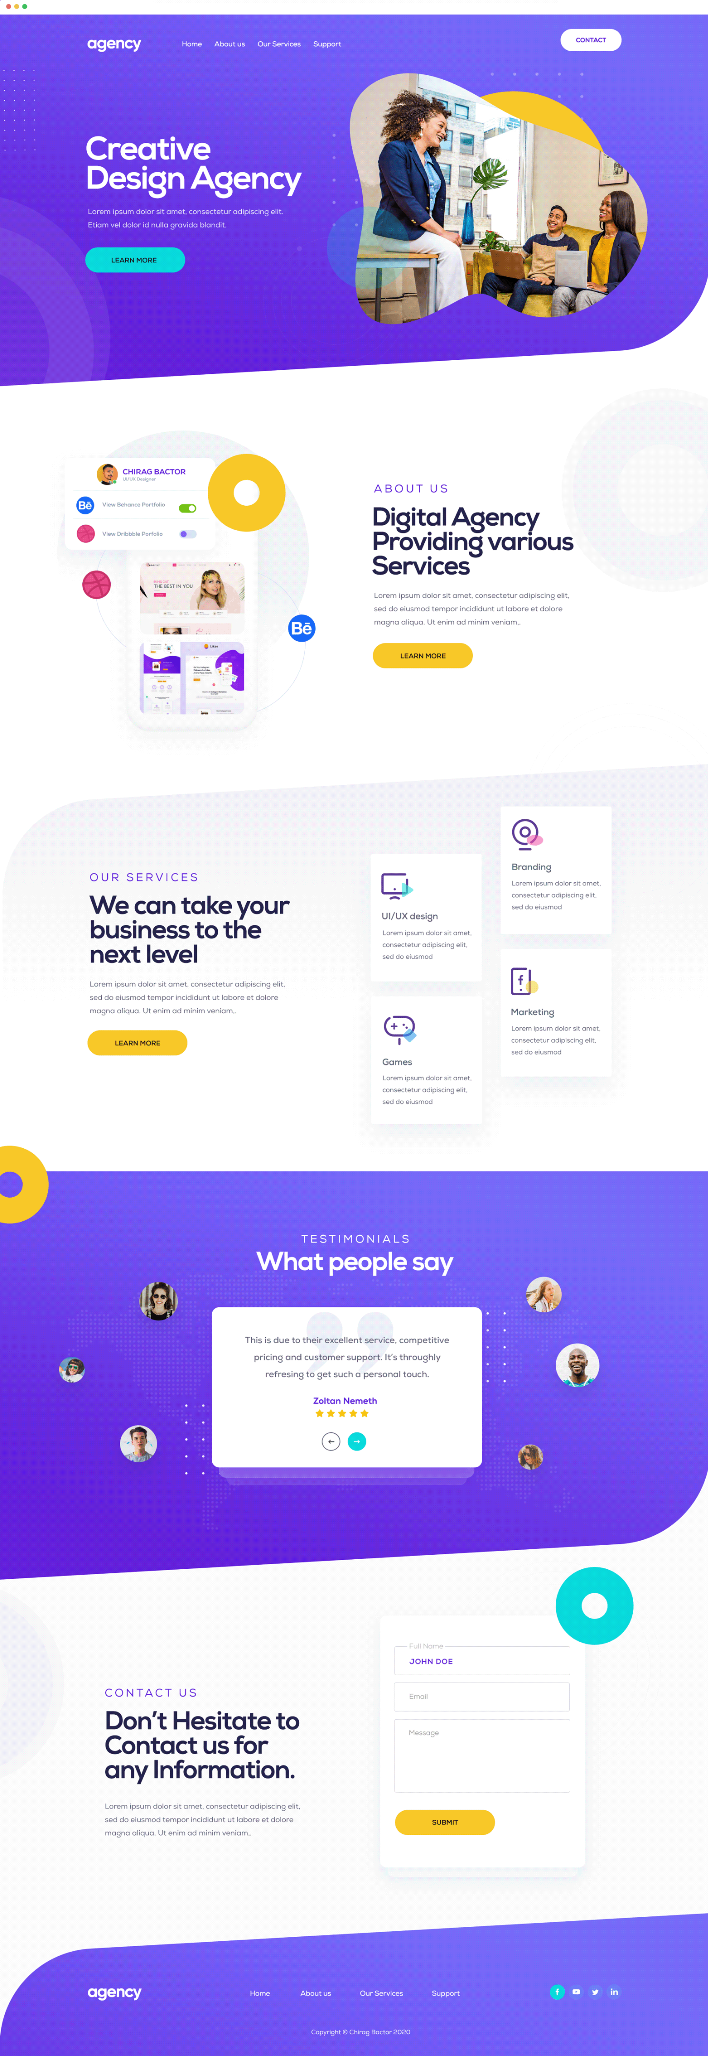 agency
Home About us Our Services Support
CONTACT
Creative
Design Agency
Lorem ipsum dolor sit amet, consectetur adipiscing elit.
Etiam vel dolor id nulla gravida blandit.
LEARN MORE
CHIRAG BACTOR
UI/UX Designer
Bē View Behance Portfolio
View Dribbble Porfolio
THE BEST IN YOU
Bē
ABOUT US
Digital Agency
Providing various
Services
Lorem ipsum dolor sit amet, consectetur adipiscing elit,
sed do eiusmod tempor incididunt ut labore et dolore
magna aliqua. Ut enim ad minim veniam,.
LEARN MORE
OUR SERVICES
We can take your
business to the
next level
Lorem ipsum dolor sit amet, consectetur adipiscing elit,
sed do eiusmod tempor incididunt ut labore et dolore
magna aliqua. Ut enim ad minim veniam,.
LEARN MORE
UI/UX design
Lorem ipsum dolor sit amet,
consectetur adipiscing elit,
sed do eiusmod
Games
Lorem ipsum dolor sit amet,
consectetur adipiscing elit,
sed do eiusmod
Branding
Lorem ipsum dolor sit amet,
consectetur adipiscing elit,
sed do eiusmod
Marketing
Lorem ipsum dolor sit amet,
consectetur adipiscing elit,
sed do eiusmod
TESTIMONIALS
What people say
This is due to their excellent service, competitive
pricing and customer support. It's throughly
refresing to get such a personal touch.
Zoltan Nemeth
CONTACT US
Don't Hesitate to
Contact us for
any Information.
Lorem ipsum dolor sit amet, consectetur adipiscing elit,
sed do eiusmod tempor incididunt ut labore et dolore
magna aliqua. Ut enim ad minim veniam,.
Full Name
JOHN DOE
Email
Message
SUBMIT
agency
Home About us Our Services Support
Copyright © Chirag Bactor 2020